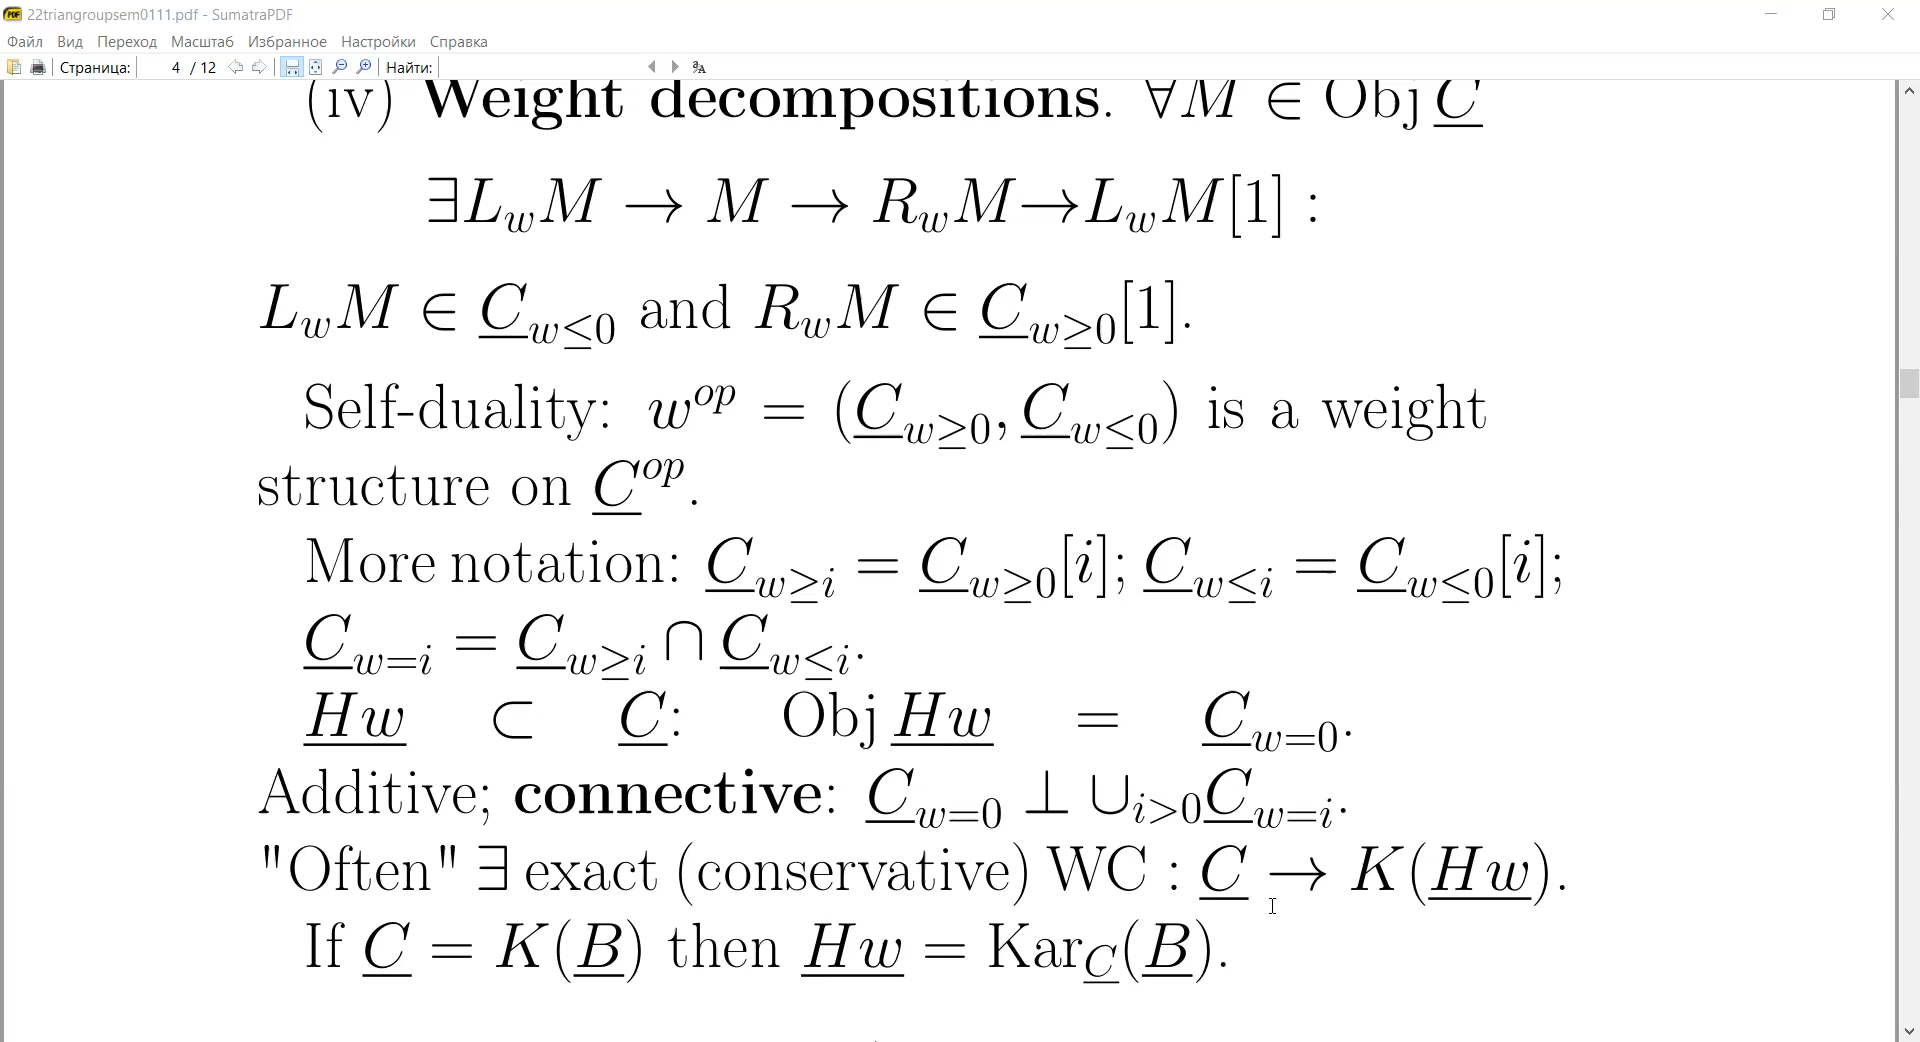 22triangroupsem0111.pdf - SumatraPDF
Файл Вид Переход Масштаб Избранное Настройки Справка
Страница: 4 / 12 Найти:
(iv) Weight decompositions. ∀M ∈ Obj C
∃L_wM → M → R_wM→L_wM[1] :
L_wM ∈ C_{w≤0} and R_wM ∈ C_{w≥0}[1].
Self-duality: w^{op} = (C_{w≥0}, C_{w≤0}) is a weight
structure on C^{op}.
More notation: C_{w≥i} = C_{w≥0}[i]; C_{w≤i} = C_{w≤0}[i];
C_{w=i} = C_{w≥i} ∩ C_{w≤i}.
Hw ⊂ C: Obj Hw = C_{w=0}.
Additive; connective: C_{w=0} ⊥ ∪_{i>0}C_{w=i}.
"Often" ∃ exact (conservative) WC : C → K(Hw).
If C = K(B) then Hw = Kar_C(B).